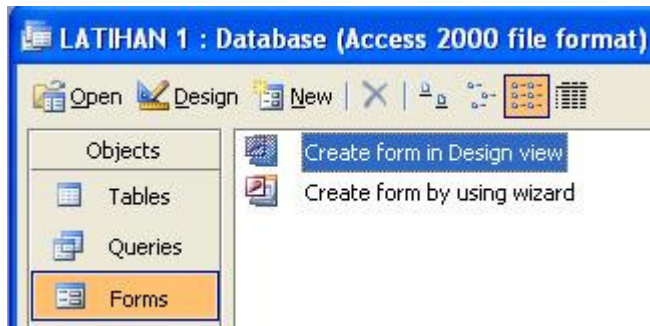 LATIHAN 1 : Database (Access 2000 file format)
Open Design New
Objects
Create form in Design view
Tables
Create form by using wizard
Queries
Forms